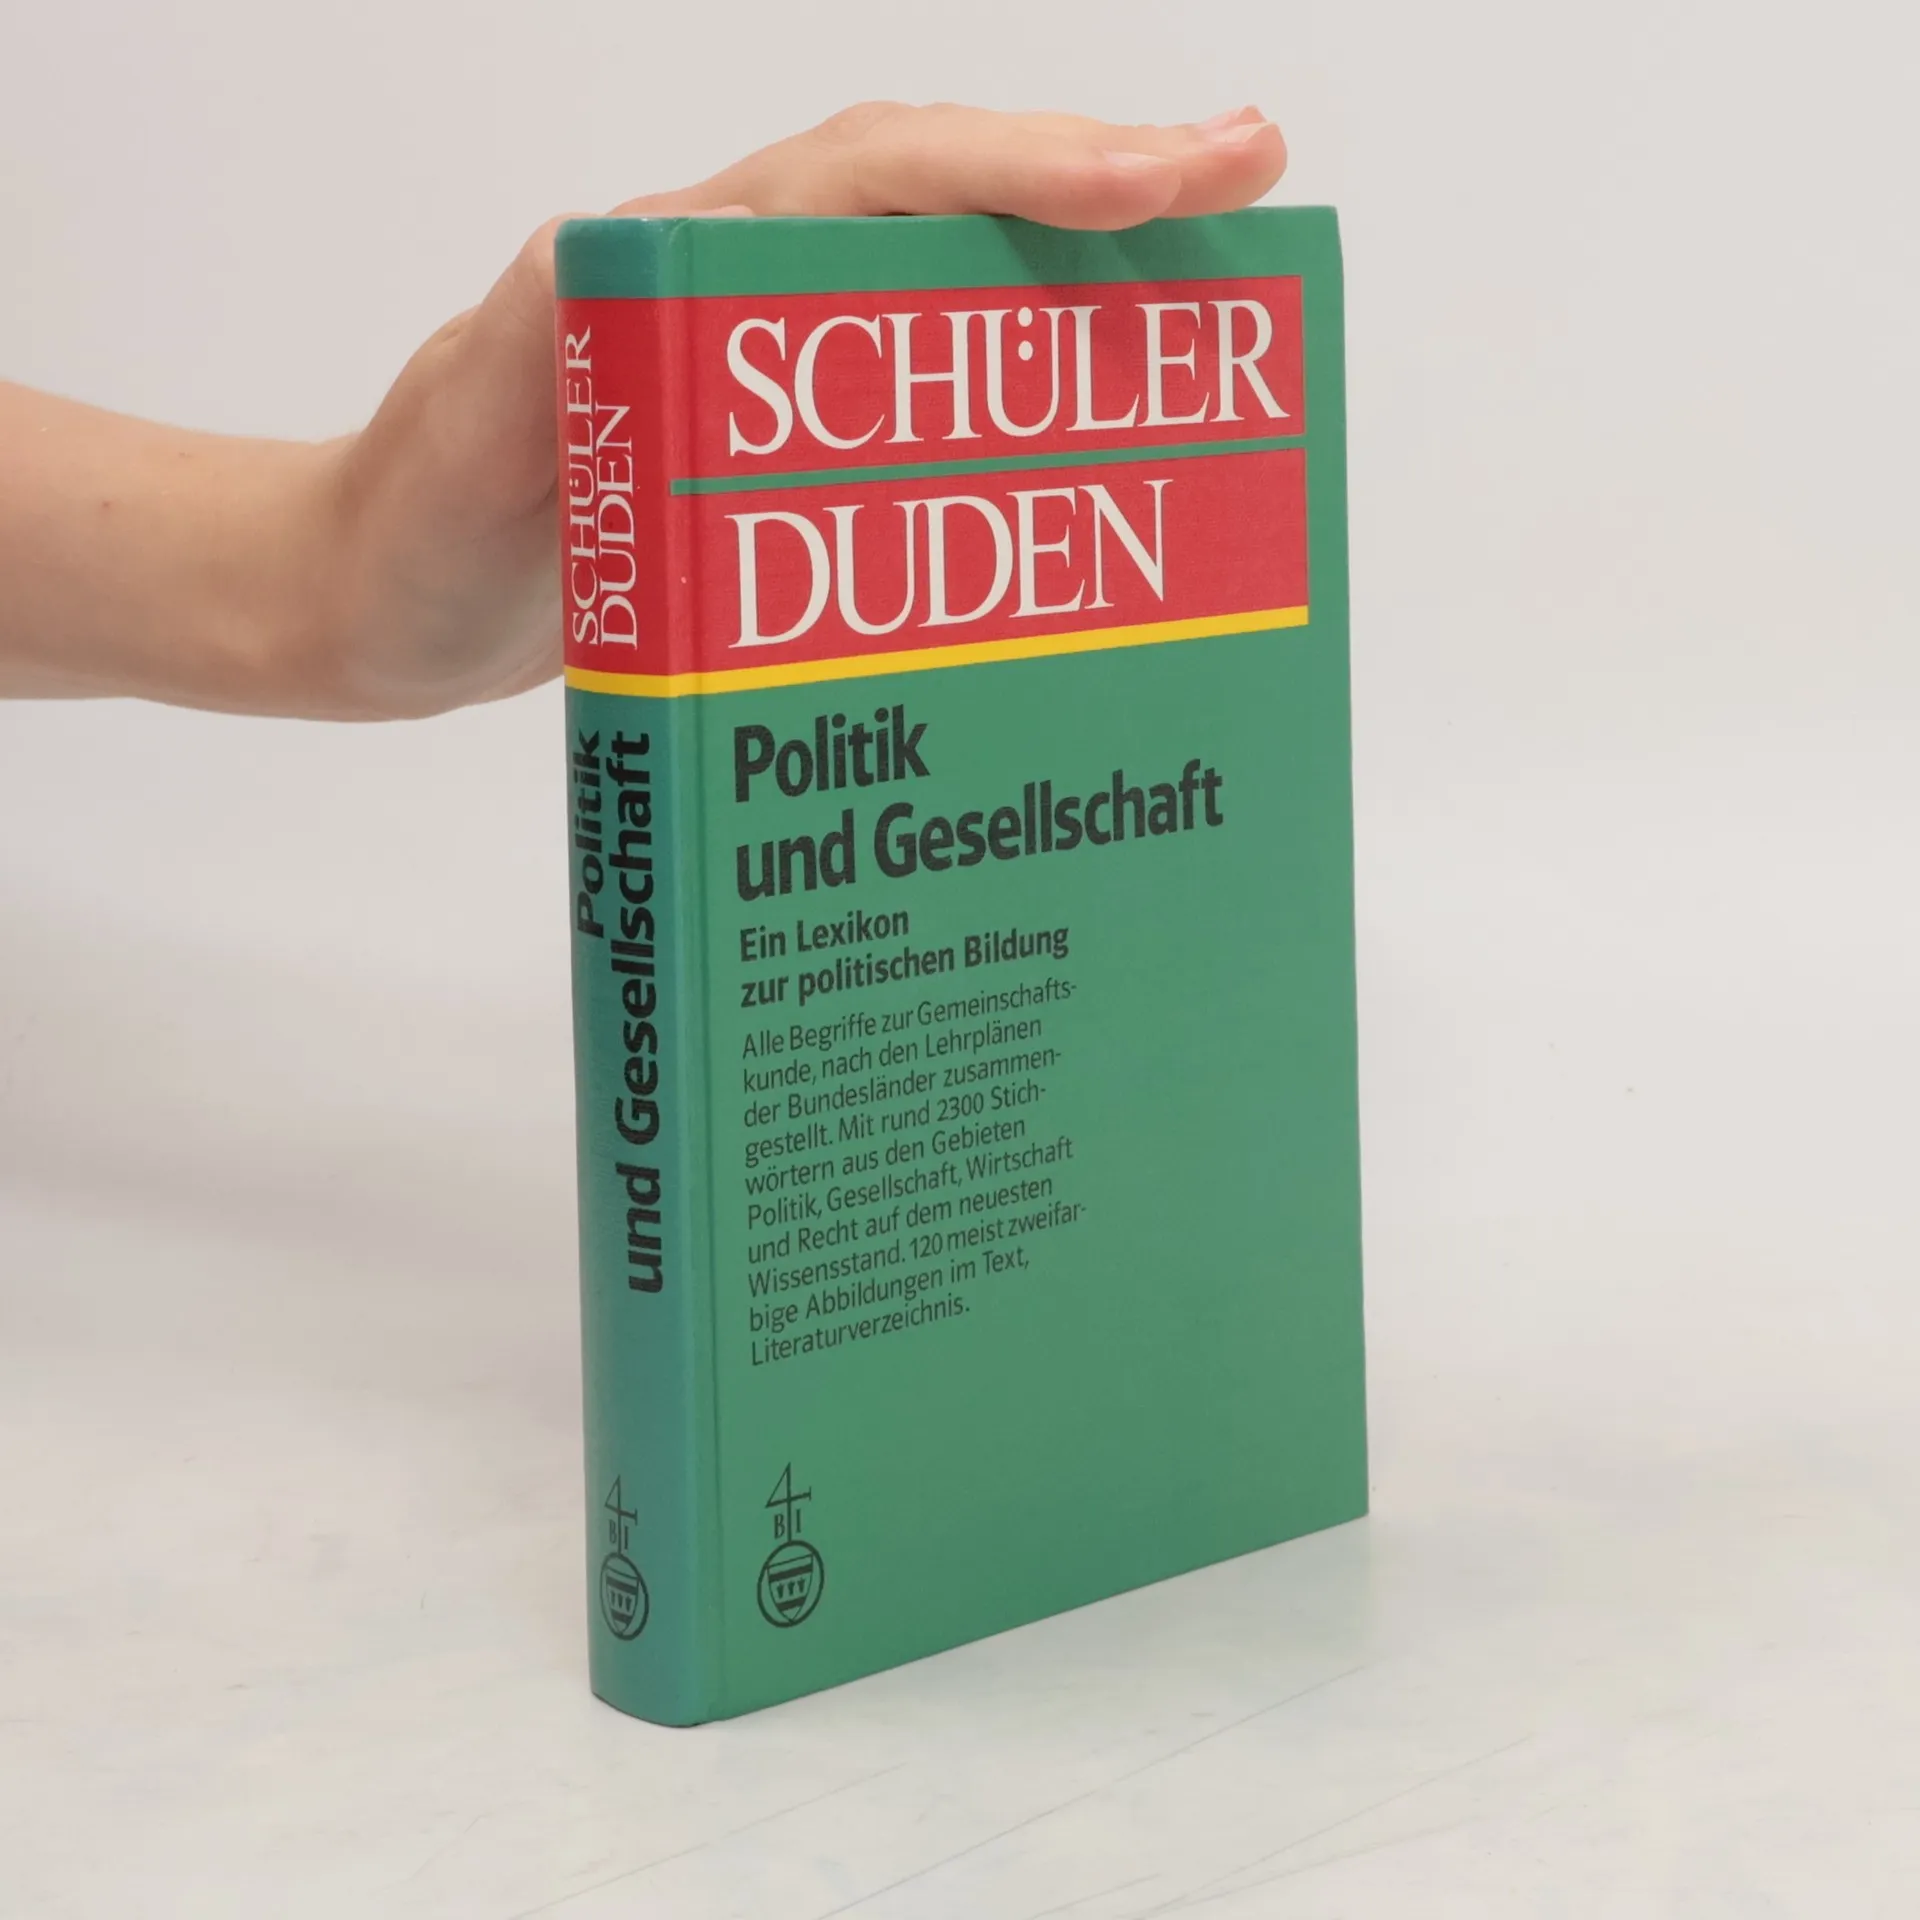 SCHÜLER
DUDEN
Politik
und Gesellschaft
SCHÜLER
DUDEN
Politik
und Gesellschaft
Ein Lexikon
zur politischen Bildung
Alle Begriffe zur Gemeinschafts-
kunde, nach den Lehrplänen
der Bundesländer zusammen-
gestellt. Mit rund 2300 Stich-
wörtern aus den Gebieten
Politik, Gesellschaft, Wirtschaft
und Recht auf dem neuesten
Wissensstand. 120 meist zweifar-
bige Abbildungen im Text,
Literaturverzeichnis.
4
B I
4
B I